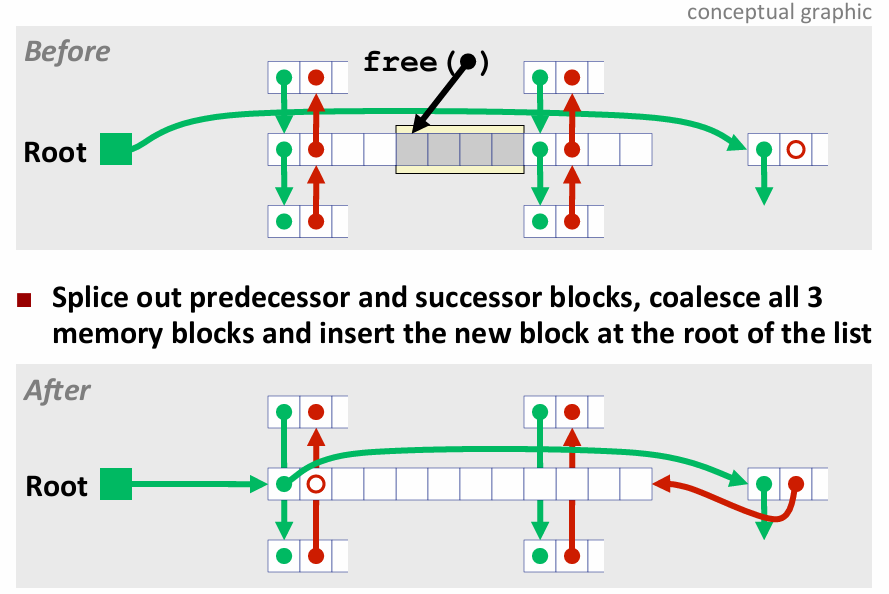 conceptual graphic
Before
free( )
Root
Splice out predecessor and successor blocks, coalesce all 3
memory blocks and insert the new block at the root of the list
After
Root